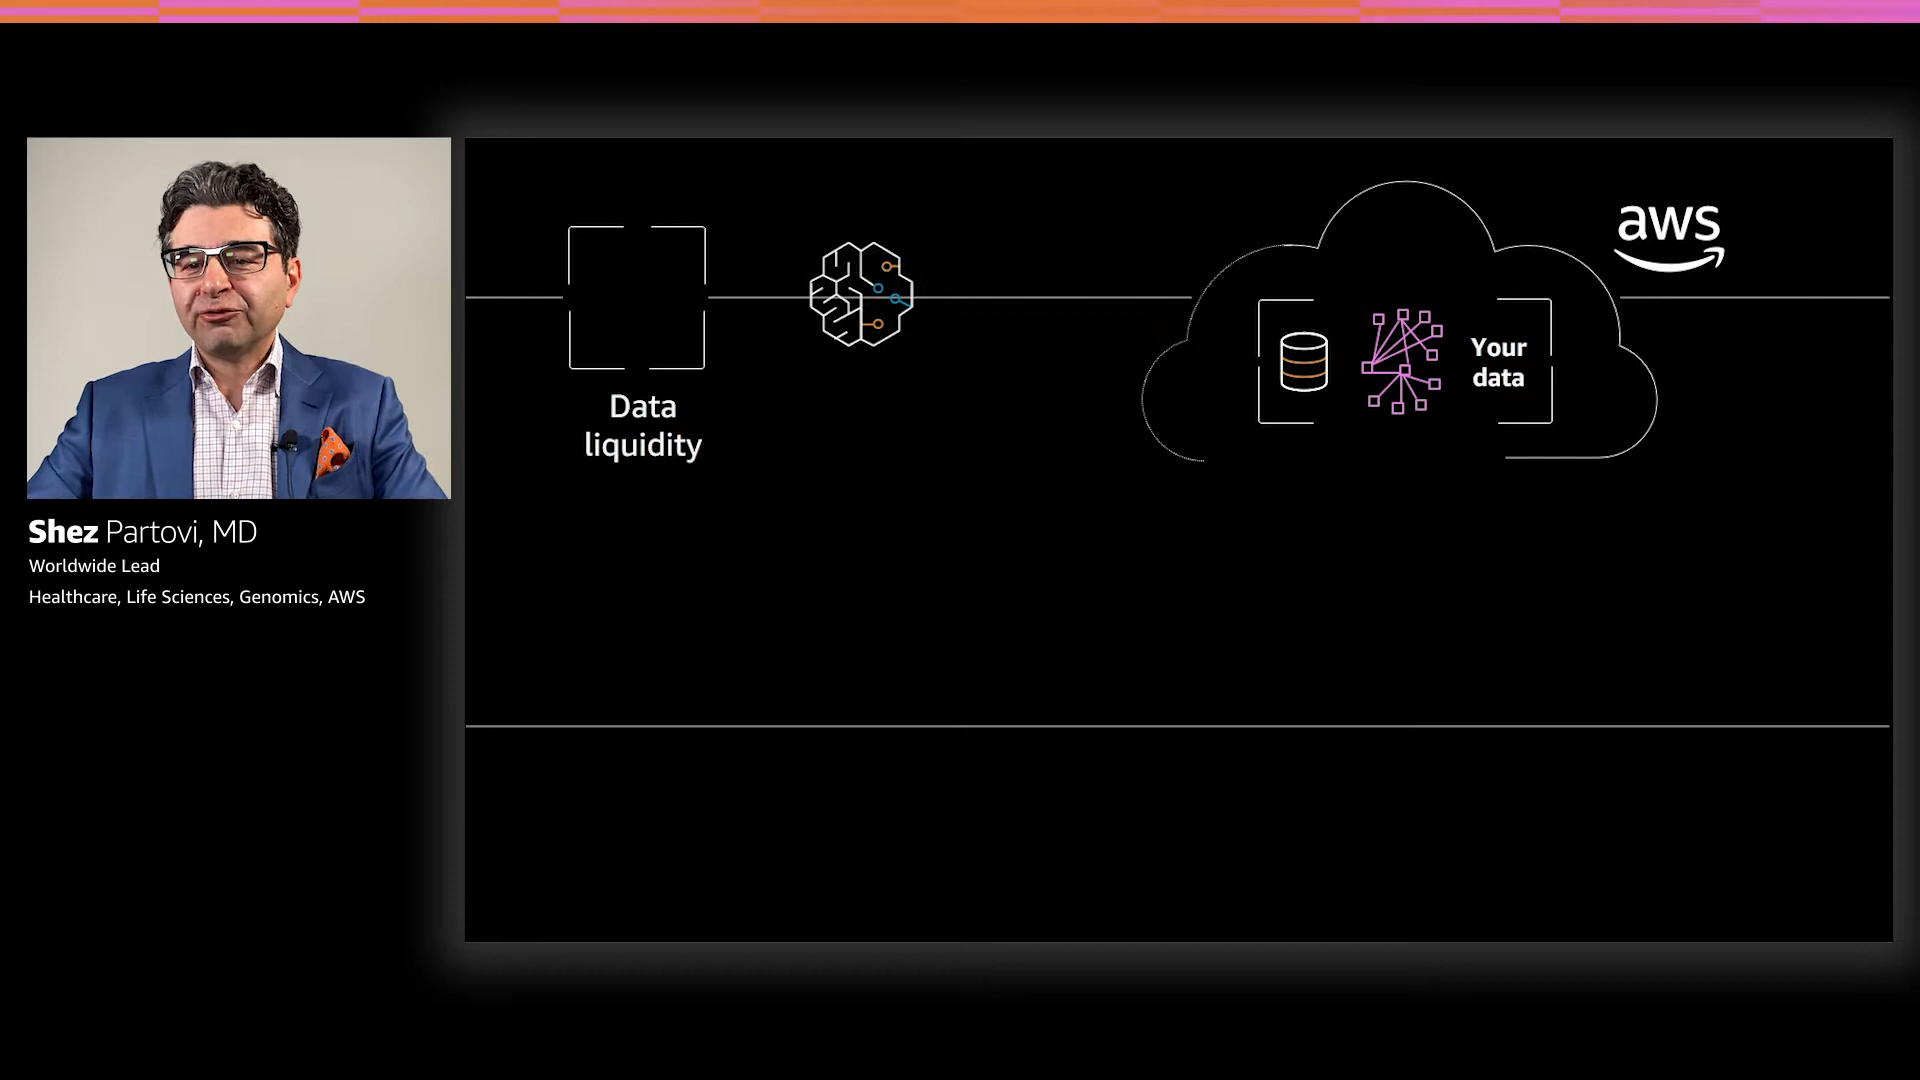 aws
Your
data
Data
liquidity
Shez Partovi, MD
Worldwide Lead
Healthcare, Life Sciences, Genomics, AWS